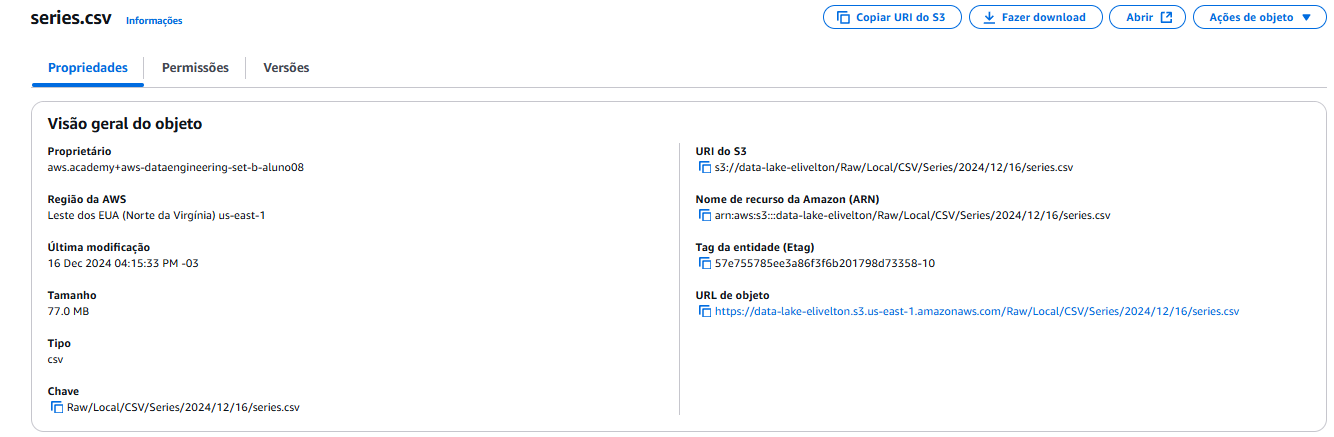 series.csv Informações
Copiar URI do S3 Fazer download Abrir Ações de objeto
Propriedades Permissões Versões
Visão geral do objeto
Proprietário
aws.academy+aws-dataengineering-set-b-aluno08
Região da AWS
Leste dos EUA (Norte da Virgínia) us-east-1
Última modificação
16 Dec 2024 04:15:33 PM -03
Tamanho
77.0 MB
Tipo
csv
Chave
Raw/Local/CSV/Series/2024/12/16/series.csv
URI do S3
s3://data-lake-elivelton/Raw/Local/CSV/Series/2024/12/16/series.csv
Nome de recurso da Amazon (ARN)
arn:aws:s3:::data-lake-elivelton/Raw/Local/CSV/Series/2024/12/16/series.csv
Tag da entidade (Etag)
57e755785ee3a86f3f6b201798d73358-10
URL de objeto
https://data-lake-elivelton.s3.us-east-1.amazonaws.com/Raw/Local/CSV/Series/2024/12/16/series.csv